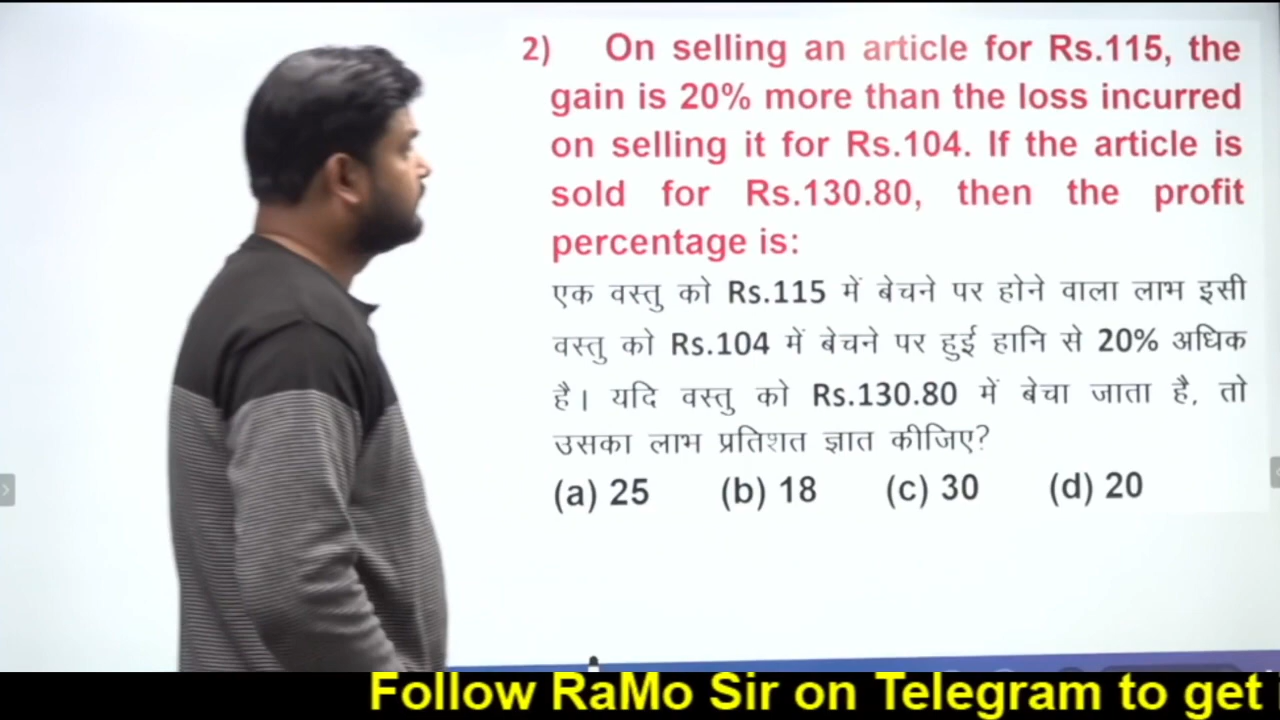 2) On selling an article for Rs.115, the
gain is 20% more than the loss incurred
on selling it for Rs.104. If the article is
sold for Rs.130.80, then the profit
percentage is:
एक वस्तु को Rs.115 में बेचने पर होने वाला लाभ इसी
वस्तु को Rs.104 में बेचने पर हुई हानि से 20% अधिक
है। यदि वस्तु को Rs.130.80 में बेचा जाता है, तो
उसका लाभ प्रतिशत ज्ञात कीजिए?
(a) 25 (b) 18 (c) 30 (d) 20
Follow RaMo Sir on Telegram to get